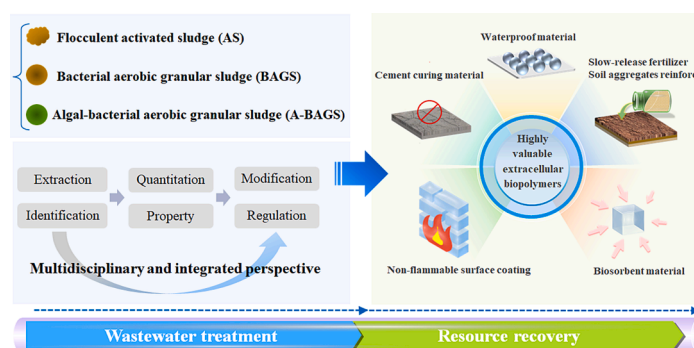 Flocculent activated sludge (AS)
Bacterial aerobic granular sludge (BAGS)
Algal-bacterial aerobic granular sludge (A-BAGS)
Extraction
Quantitation
Modification
Identification
Property
Regulation
Multidisciplinary and integrated perspective
Waterproof material
Cement curing material
Slow-release fertilizer
Soil aggregates reinfor
Highly
valuable
extracellular
biopolymers
Non-flammable surface coating
Biosorbent material
Wastewater treatment
Resource recovery